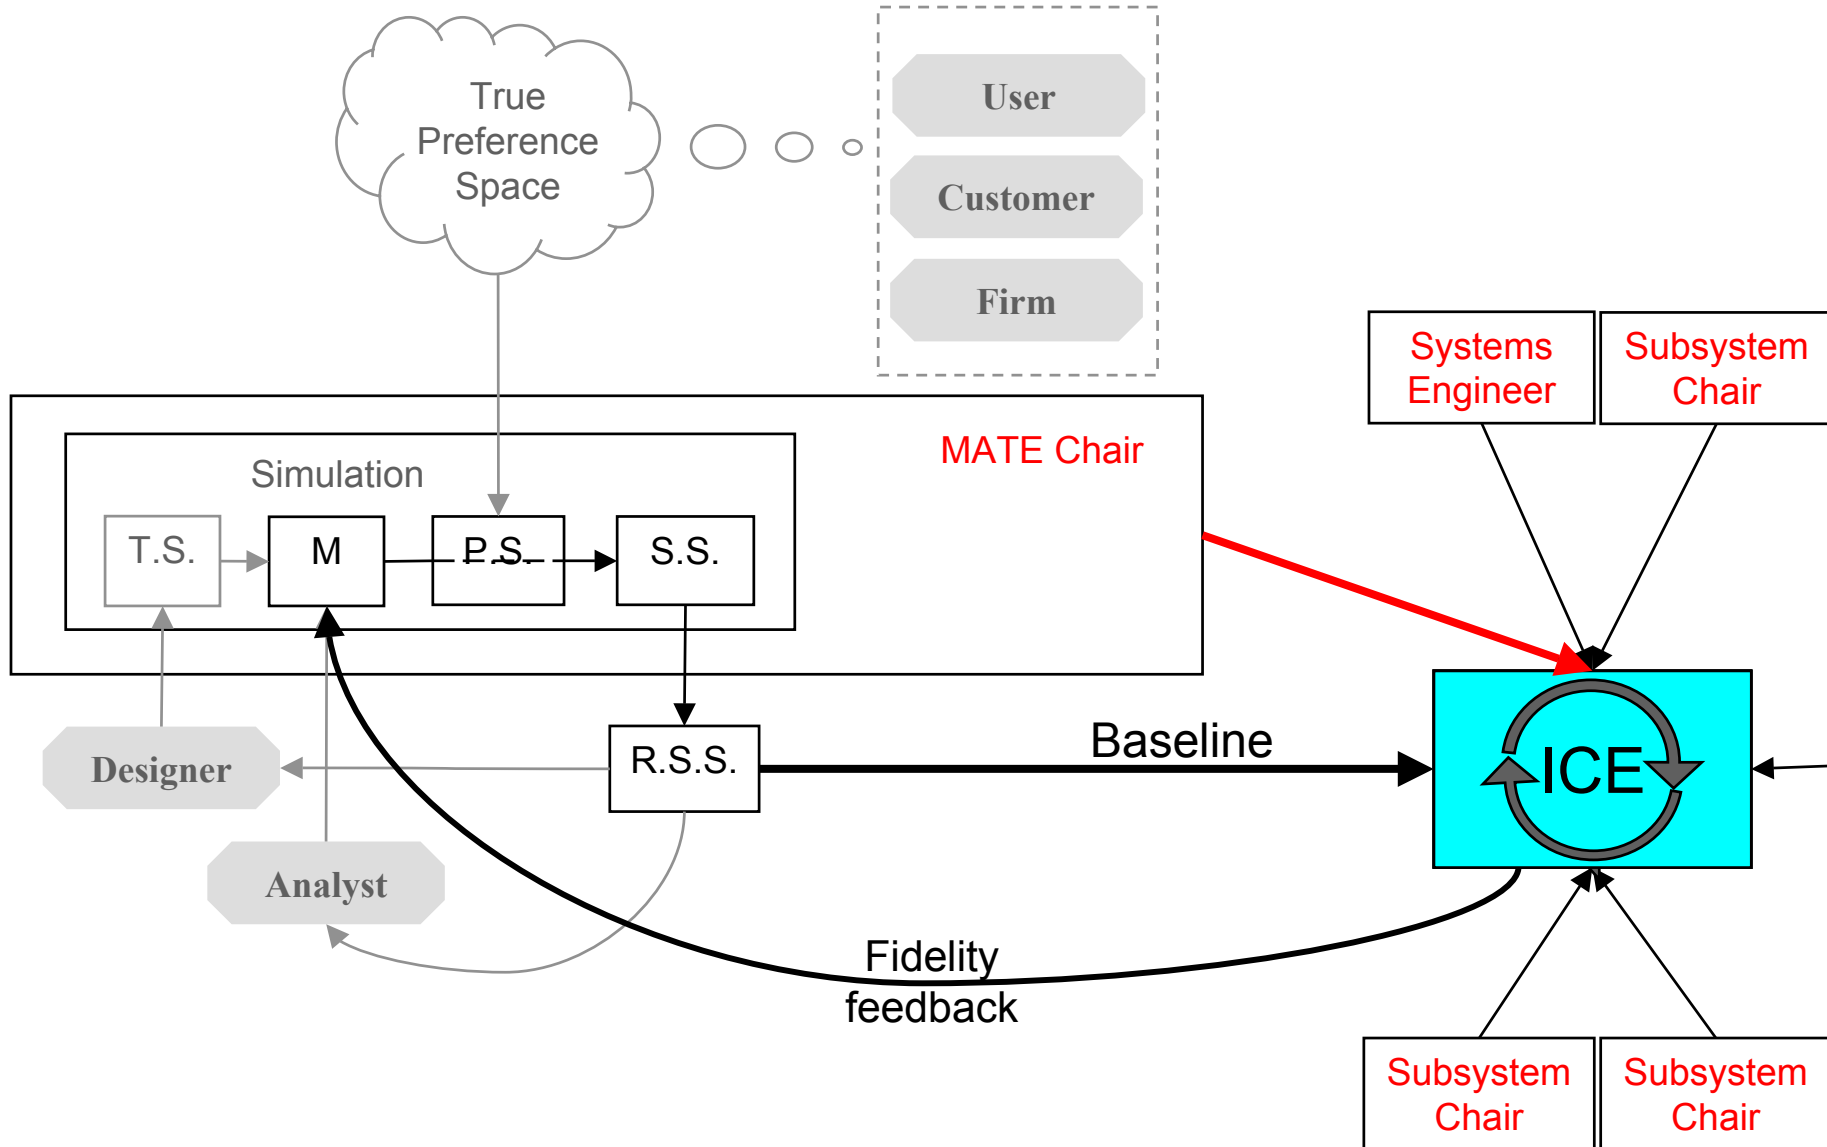 True
Preference
Space
User
Customer
Firm
Systems
Engineer
Subsystem
Chair
MATE Chair
Simulation
T.S.
M
P.S.
S.S.
Designer
R.S.S.
Baseline
ICE
Analyst
Fidelity
feedback
Subsystem
Chair
Subsystem
Chair